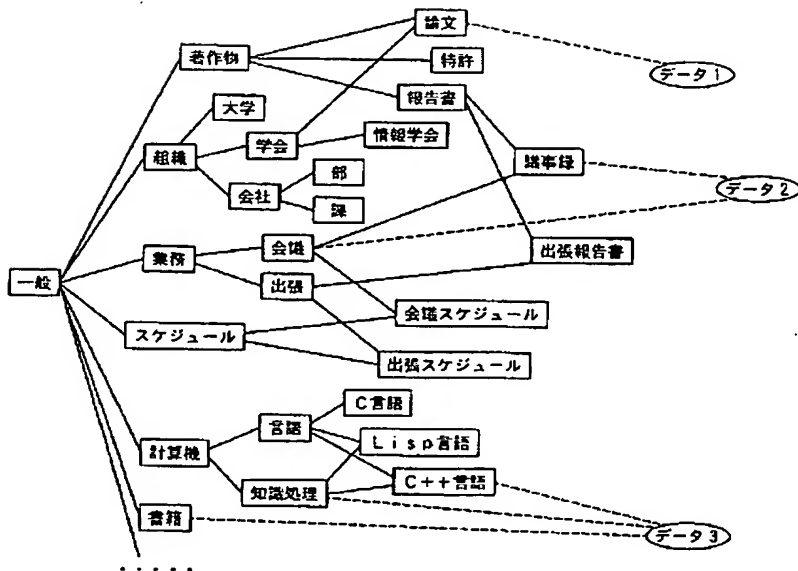 論文
著作物
特許
データ1
報告書
大学
情報学会
学会
組織
議事録
部
会社
データ2
課
会議
業務
出張報告書
一般
出張
会議スケジュール
スケジュール
出張スケジュール
C言語
言語
Lisp言語
計算機
C++言語
知識処理
書籍
データ3
・・・・・